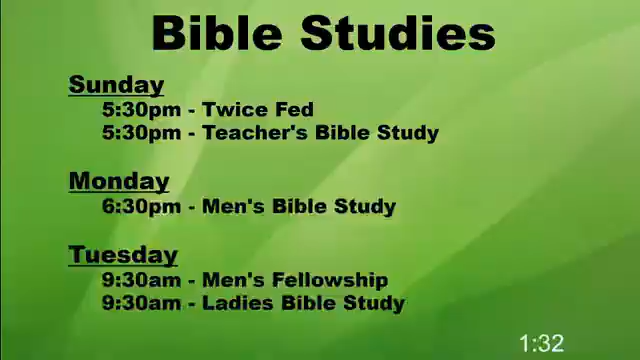 Bible Studies
Sunday
5:30pm - Twice Fed
5:30pm - Teacher's Bible Study
Monday
6:30pm - Men's Bible Study
Tuesday
9:30am - Men's Fellowship
9:30am - Ladies Bible Study
1:32